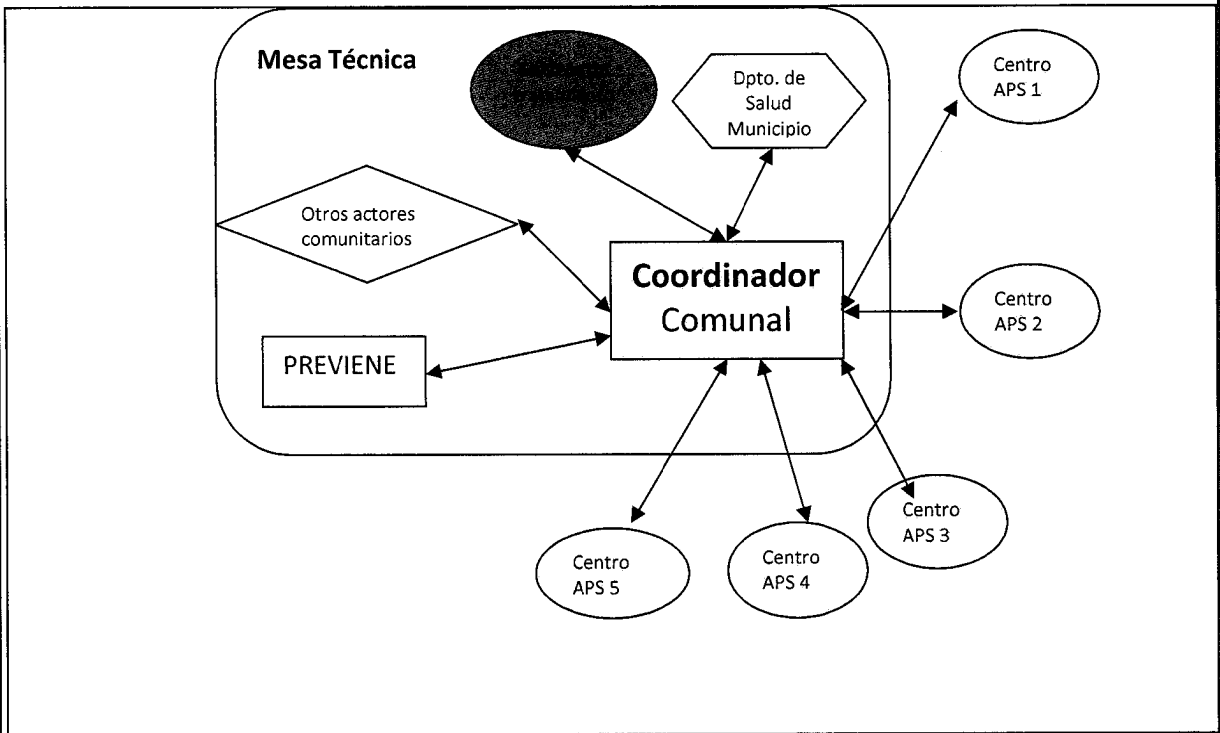 Mesa Técnica
Dpto. de
Salud
Municipio
Centro
APS 1
Otros actores
comunitarios
Coordinador
Comunal
Centro
APS 2
PREVIENE
Centro
APS 3
Centro
APS 4
Centro
APS 5